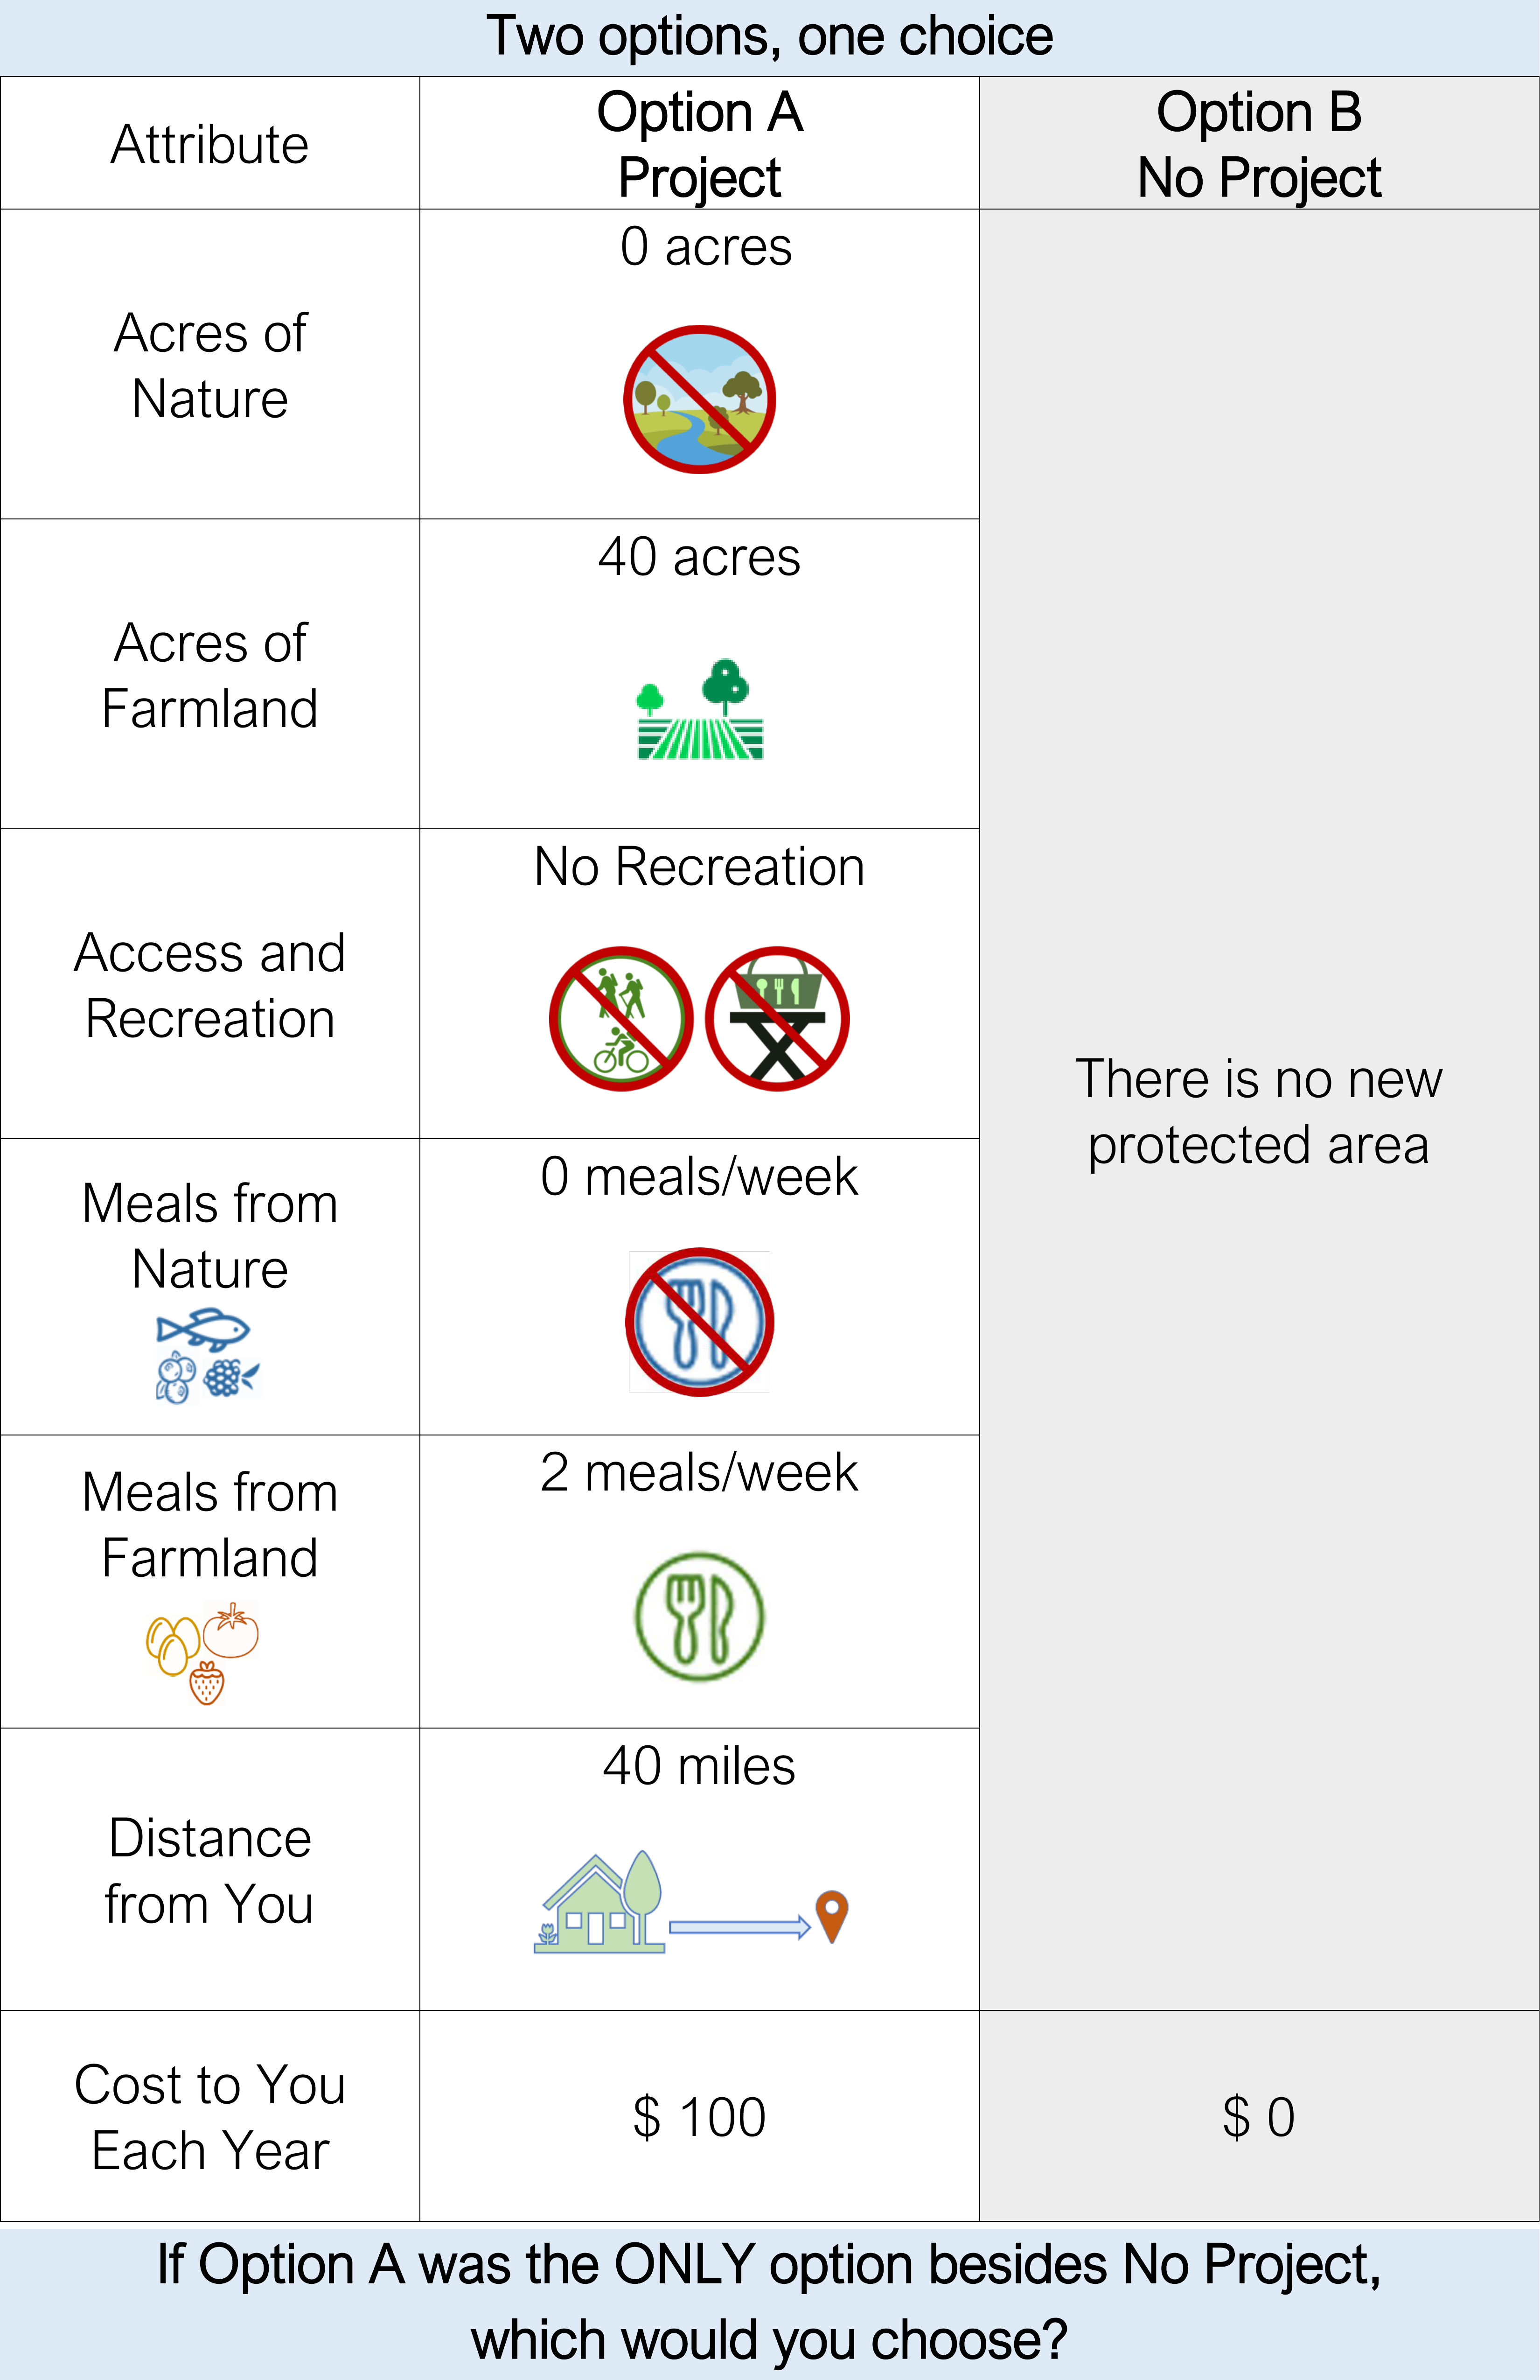 Two options, one choice
Attribute
Option A
Project
Option B
No Project
Acres of
Nature
0 acres
Acres of
Farmland
40 acres
Access and
Recreation
No Recreation
There is no new
protected area
Meals from
Nature
0 meals/week
Meals from
Farmland
2 meals/week
Distance
from You
40 miles
Cost to You
Each Year
$ 100
$ 0
If Option A was the ONLY option besides No Project,
which would you choose?